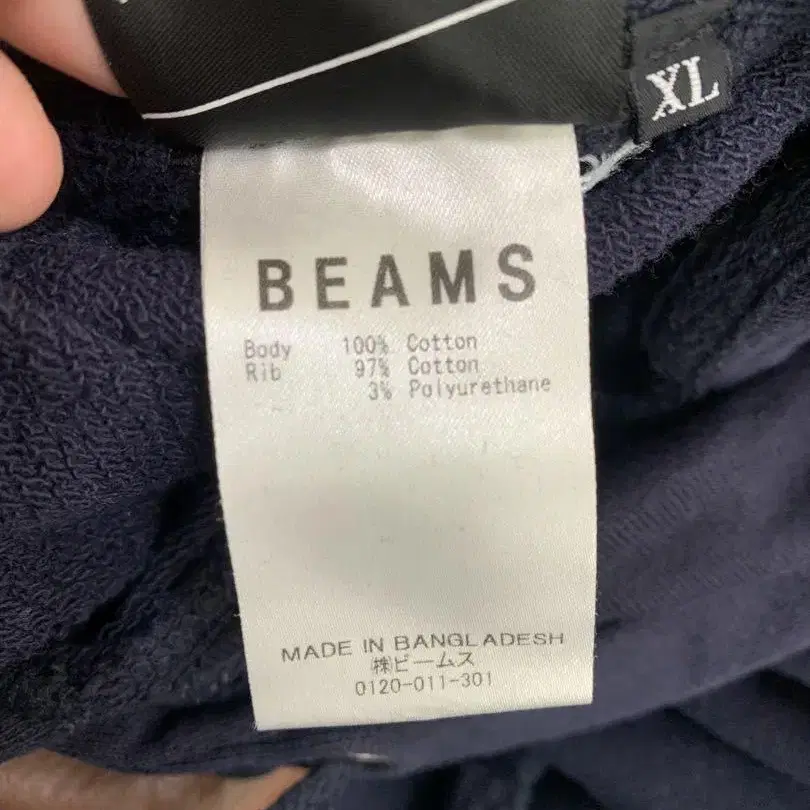 XL
BEAMS
Body 100% Cotton
Rib 97% Cotton
3% Polyurethane
MADE IN BANGLADESH
㈱ビームス
0120-011-301